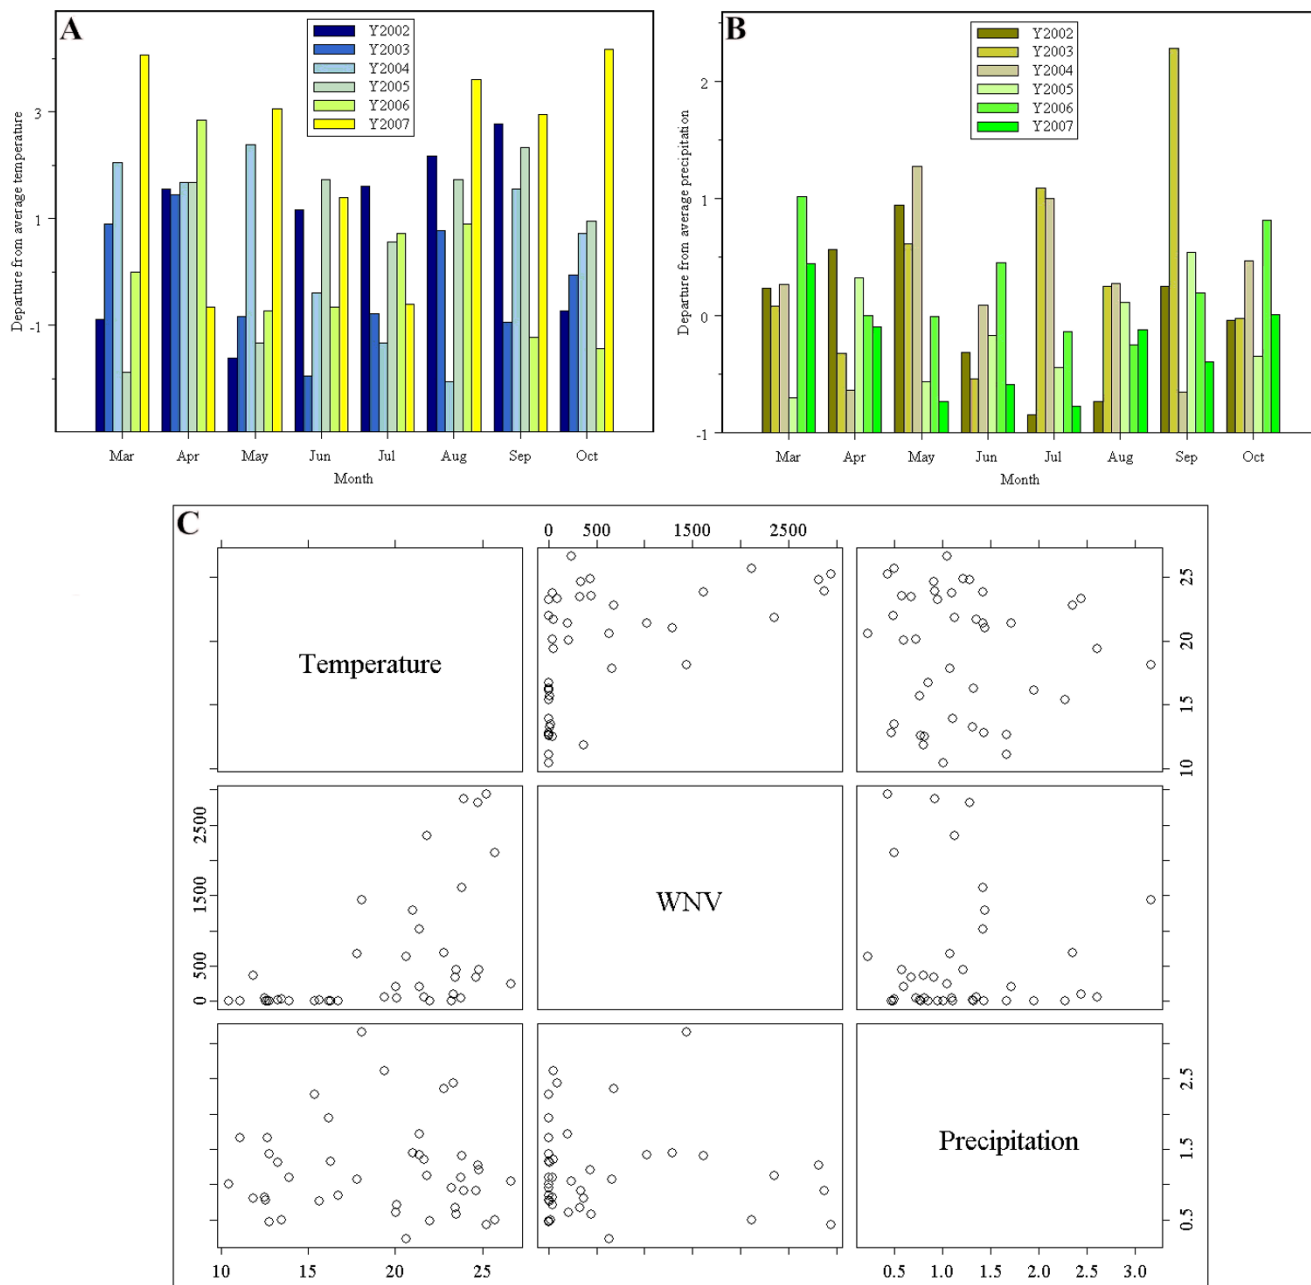 A
Y2002
Y2003
Y2004
Y2005
Y2006
Y2007
Departure from average temperature
3
1
-1
Mar Apr May Jun Jul Aug Sep Oct
Month
B
Y2002
Y2003
Y2004
Y2005
Y2006
Y2007
Departure from average precipitation
2
1
0
-1
Mar Apr May Jun Jul Aug Sep Oct
Month
C
0 500 1500 2500
Temperature
25
20
15
10
2500
1500
500
0
WNV
Precipitation
2.5
1.5
0.5
10 15 20 25
0.5 1.0 1.5 2.0 2.5 3.0